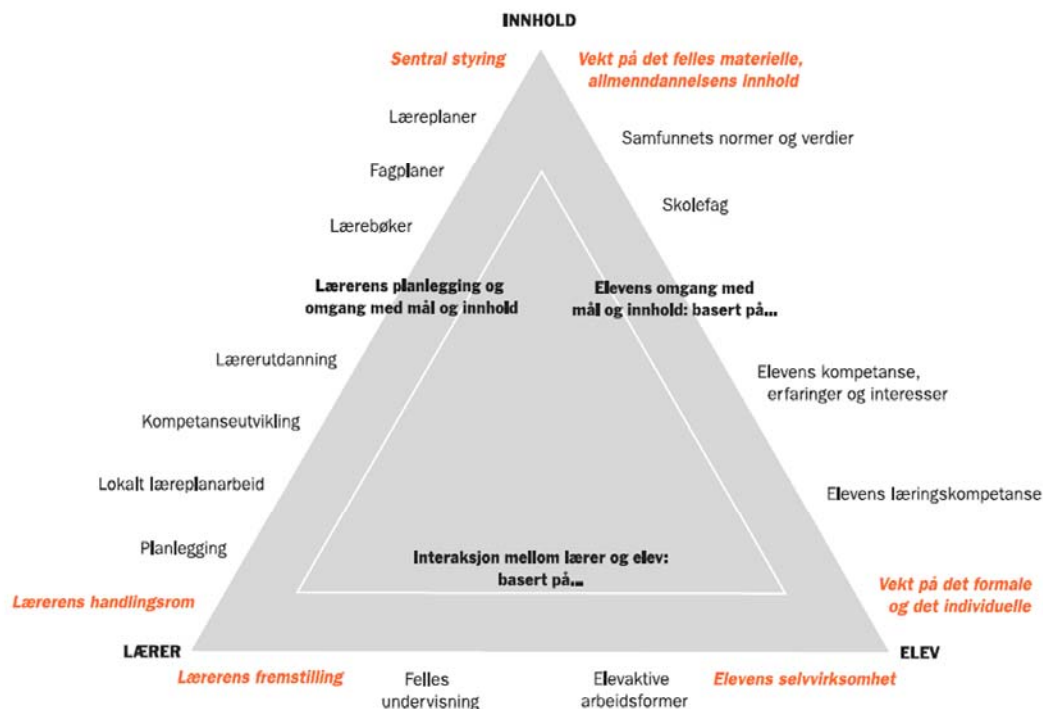 INNHOLD
Sentral styring
Vekt på det felles materielle,
allmenndannelsens innhold
Læreplaner
Samfunnets normer og verdier
Fagplaner
Skolefag
Lærebøker
Lærerens planlegging og
omgang med mål og innhold
Elevens omgang med
mål og innhold: basert på...
Lærerutdanning
Elevens kompetanse,
erfaringer og interesser
Kompetanseutvikling
Lokalt læreplanarbeid
Elevens læringskompetanse
Planlegging
Interaksjon mellom lærer og elev:
basert på...
Lærerens handlingsrom
Vekt på det formale
og det individuelle
LÆRER
ELEV
Lærerens fremstilling
Felles
undervisning
Elevaktive
arbeidsformer
Elevens selvvirksomhet